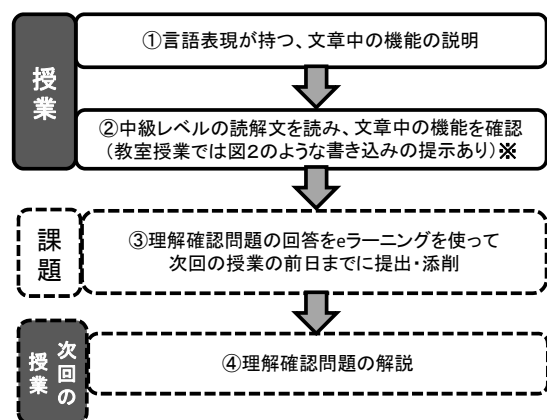 授業
①言語表現が持つ、文章中の機能の説明
②中級レベルの読解文を読み、文章中の機能を確認
(教室授業では図2のような書き込みの提示あり)※
課題
③理解確認問題の回答をeラーニングを使って
次回の授業の前日までに提出・添削
次回の
授業
④理解確認問題の解説